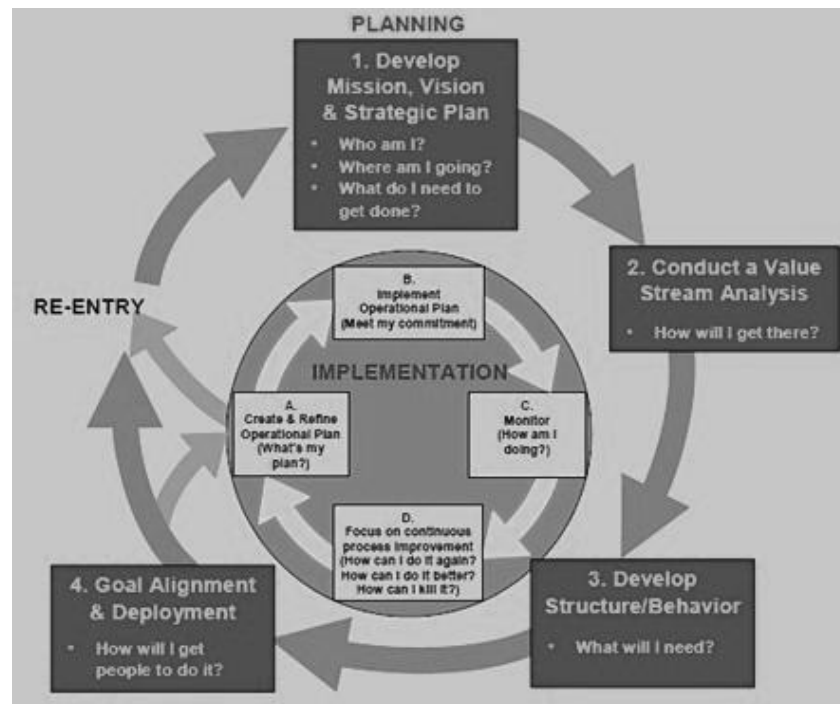 PLANNING
1. Develop
Mission, Vision
& Strategic Plan
• Who am I?
• Where am I going?
• What do I need to
get done?
2. Conduct a Value
Stream Analysis
• How will I get there?
3. Develop
Structure/Behavior
• What will I need?
4. Goal Alignment
& Deployment
• How will I get
people to do it?
RE-ENTRY
IMPLEMENTATION
A.
Create & Refine
Operational Plan
(What's my
plan?)
B.
Implement
Operational Plan
(Meet my commitment)
C.
Monitor
(How am I
doing?)
D.
Focus on continuous
process improvement
(How can I do it again?
How can I do it better?
How can I kill it?)